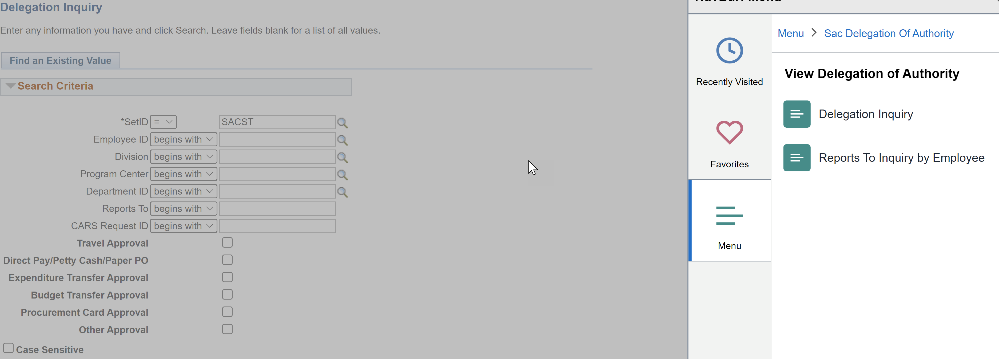 Delegation Inquiry
Enter any information you have and click Search. Leave fields blank for a list of all values.
Find an Existing Value
Search Criteria
*SetID = SACST
Employee ID begins with
Division begins with
Program Center begins with
Department ID begins with
Reports To begins with
CARS Request ID begins with
Travel Approval
Direct Pay/Petty Cash/Paper PO
Expenditure Transfer Approval
Budget Transfer Approval
Procurement Card Approval
Other Approval
Case Sensitive
Recently Visited
Favorites
Menu
Menu > Sac Delegation Of Authority
View Delegation of Authority
Delegation Inquiry
Reports To Inquiry by Employee